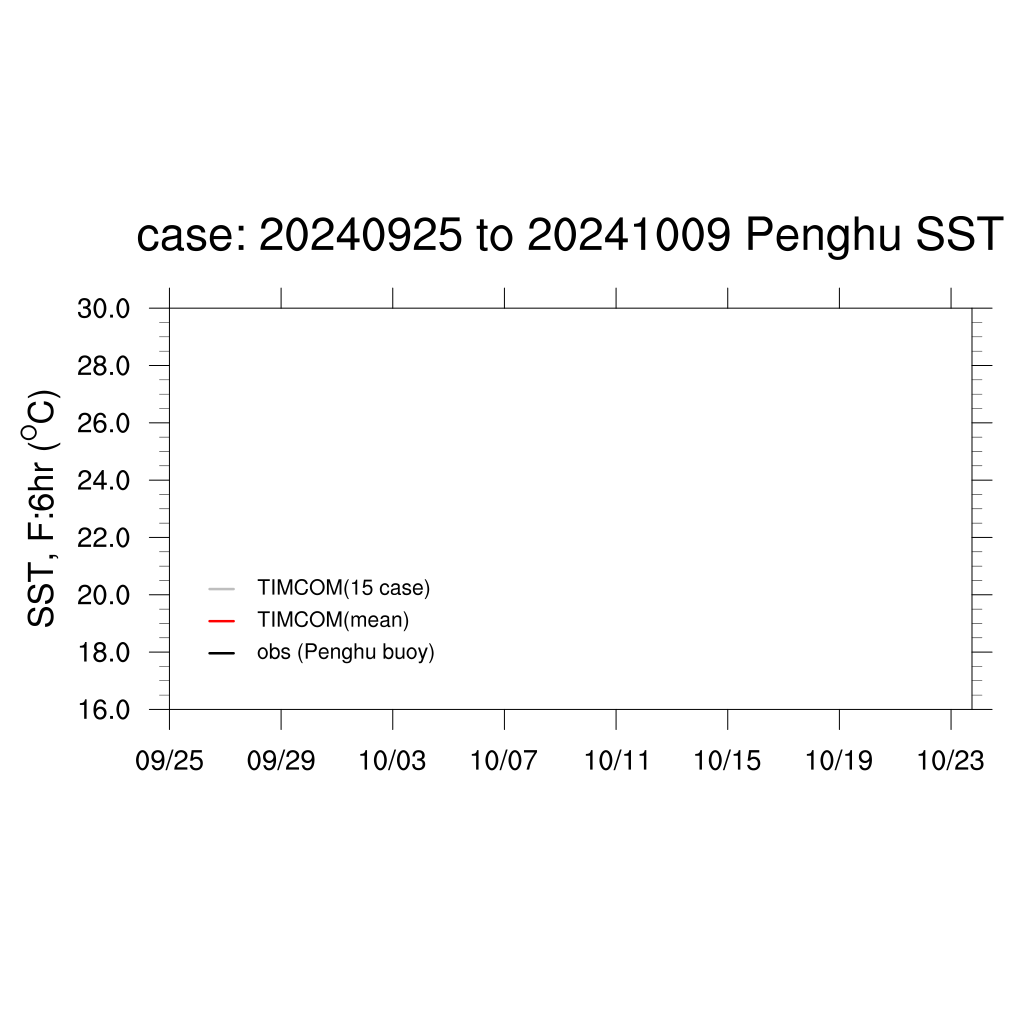 case: 20240925 to 20241009 Penghu SST
SST, F:6hr (°C)
30.0
28.0
26.0
24.0
22.0
20.0
18.0
16.0
TIMCOM(15 case)
TIMCOM(mean)
obs (Penghu buoy)
09/25 09/29 10/03 10/07 10/11 10/15 10/19 10/23